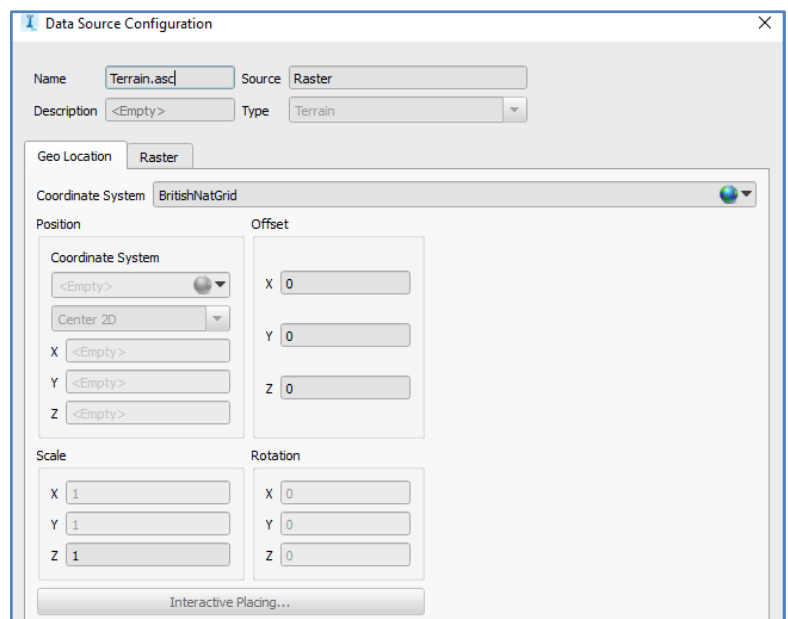 Data Source Configuration
Name Terrain.asc Source Raster
Description <Empty> Type Terrain
Geo Location Raster
Coordinate System BritishNatGrid
Position Offset
Coordinate System
<Empty>
X 0
Center 2D
Y 0
X <Empty>
Y <Empty>
Z 0
Z <Empty>
Scale Rotation
X 1 X 0
Y 1 Y 0
Z 1 Z 0
Interactive Placing...